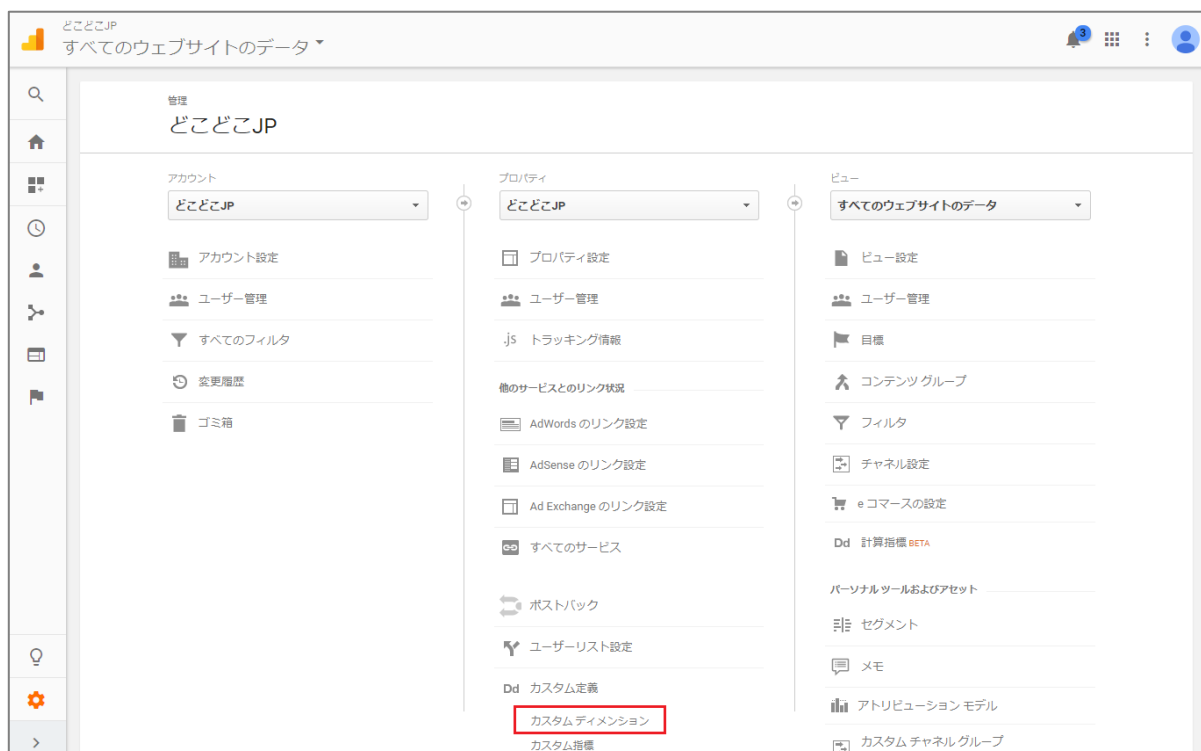 どこどこJP
すべてのウェブサイトのデータ
3
管理
どこどこJP
アカウント
どこどこJP
アカウント設定
ユーザー管理
すべてのフィルタ
変更履歴
ゴミ箱
プロパティ
どこどこJP
プロパティ設定
ユーザー管理
.js トラッキング情報
他のサービスとのリンク状況
AdWords のリンク設定
AdSense のリンク設定
Ad Exchange のリンク設定
すべてのサービス
ポストバック
ユーザーリスト設定
Dd カスタム定義
カスタム ディメンション
カスタム指標
ビュー
すべてのウェブサイトのデータ
ビュー設定
ユーザー管理
目標
コンテンツ グループ
フィルタ
チャネル設定
e コマースの設定
Dd 計算指標 BETA
パーソナル ツールおよびアセット
セグメント
メモ
アトリビューション モデル
カスタム チャネル グループ